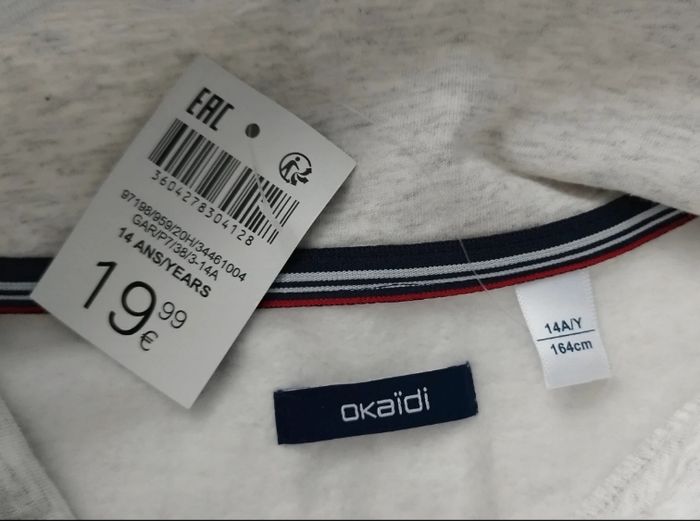 EAC
3604278304128
97198/959/20H/34461004
GAR/P7/38/3-14A
14 ANS/YEARS
19,99
€
14A/Y
164cm
okaïdi